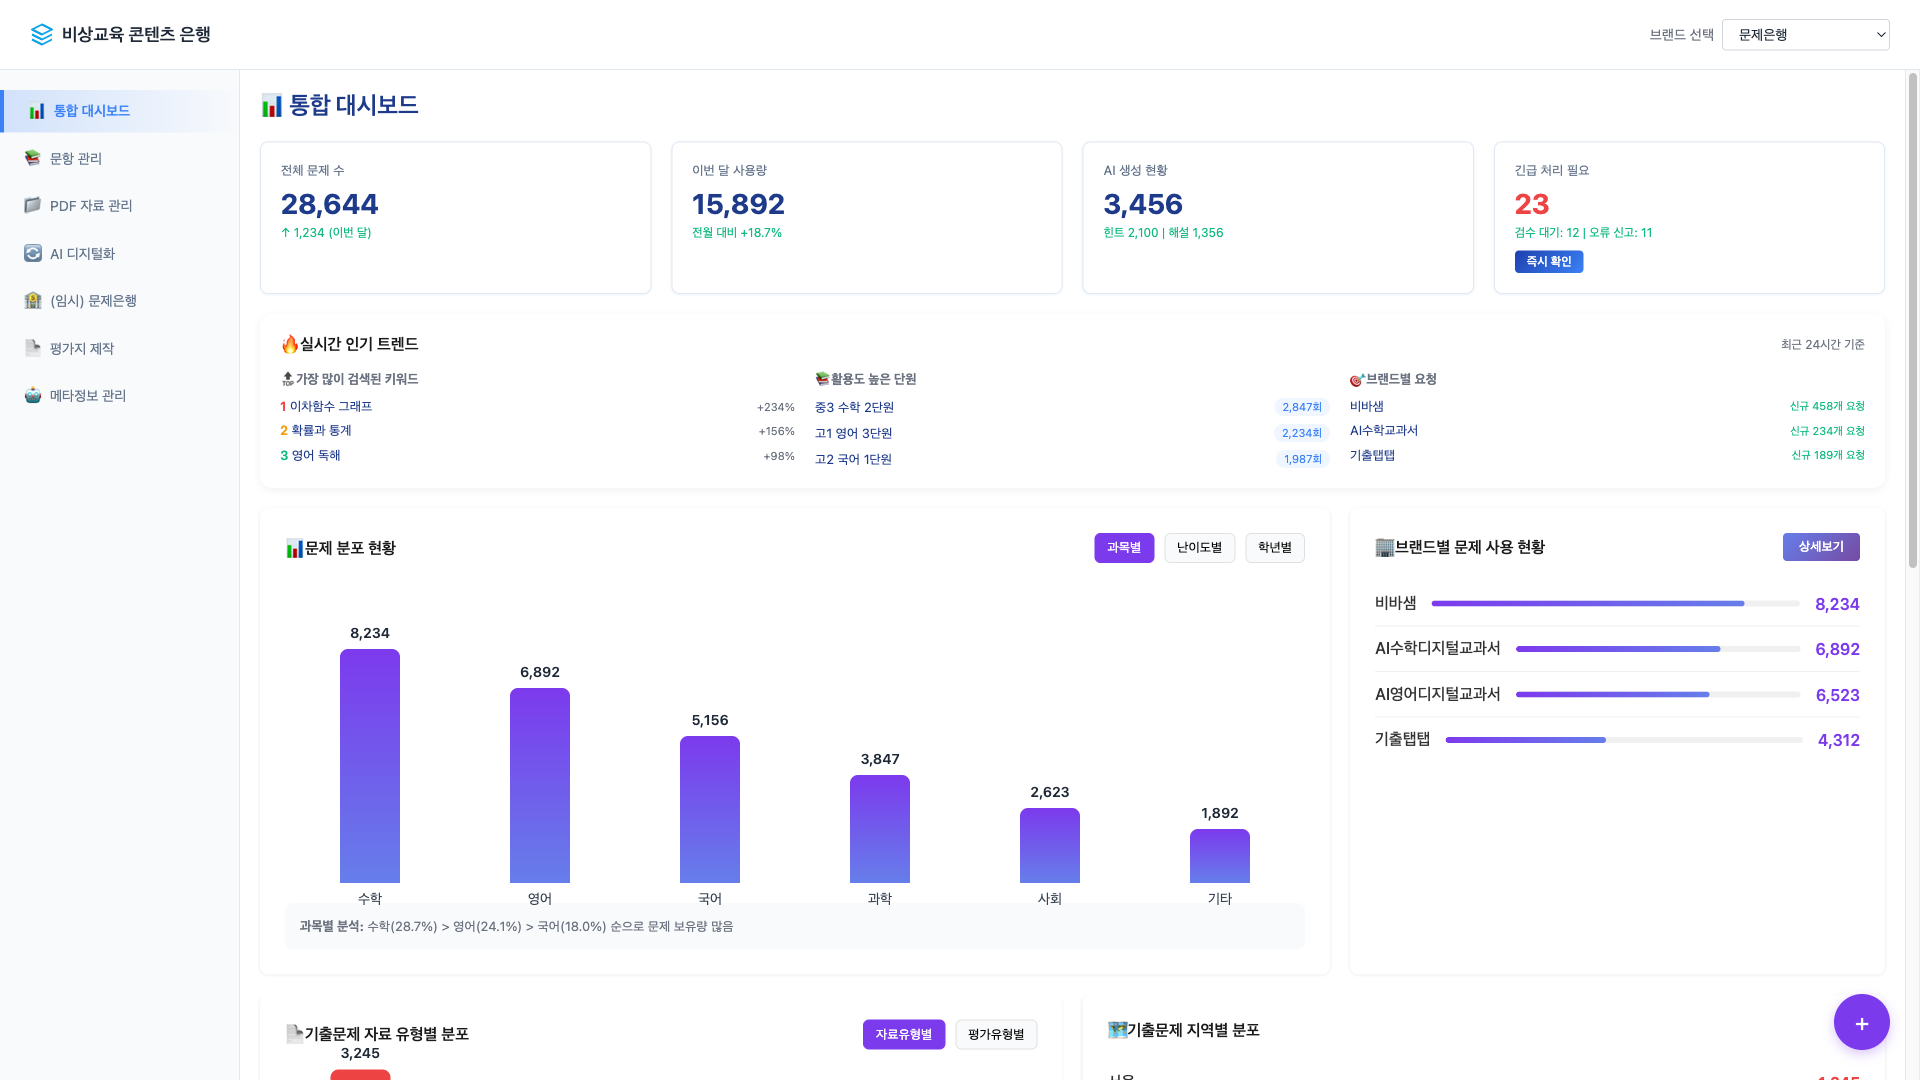 비상교육 콘텐츠 은행
브랜드 선택
문제은행
통합 대시보드
문항 관리
PDF 자료 관리
AI 디지털화
(임시) 문제은행
평가지 제작
메타정보 관리
통합 대시보드
전체 문제 수
28,644
↑ 1,234 (이번 달)
이번 달 사용량
15,892
전월 대비 +18.7%
AI 생성 현황
3,456
힌트 2,100 | 해설 1,356
긴급 처리 필요
23
검수 대기: 12 | 오류 신고: 11
즉시 확인
실시간 인기 트렌드
최근 24시간 기준
TOP 가장 많이 검색된 키워드
1 이차함수 그래프 +234%
2 확률과 통계 +156%
3 영어 독해 +98%
활용도 높은 단원
중3 수학 2단원 2,847회
고1 영어 3단원 2,234회
고2 국어 1단원 1,987회
브랜드별 요청
비바샘 신규 458개 요청
AI수학교과서 신규 234개 요청
기출탭탭 신규 189개 요청
문제 분포 현황
과목별 난이도별 학년별
8,234
6,892
5,156
3,847
2,623
1,892
수학 영어 국어 과학 사회 기타
과목별 분석: 수학(28.7%) > 영어(24.1%) > 국어(18.0%) 순으로 문제 보유량 많음
브랜드별 문제 사용 현황
상세보기
비바샘 8,234
AI수학디지털교과서 6,892
AI영어디지털교과서 6,523
기출탭탭 4,312
기출문제 자료 유형별 분포
자료유형별 평가유형별
3,245
기출문제 지역별 분포
+